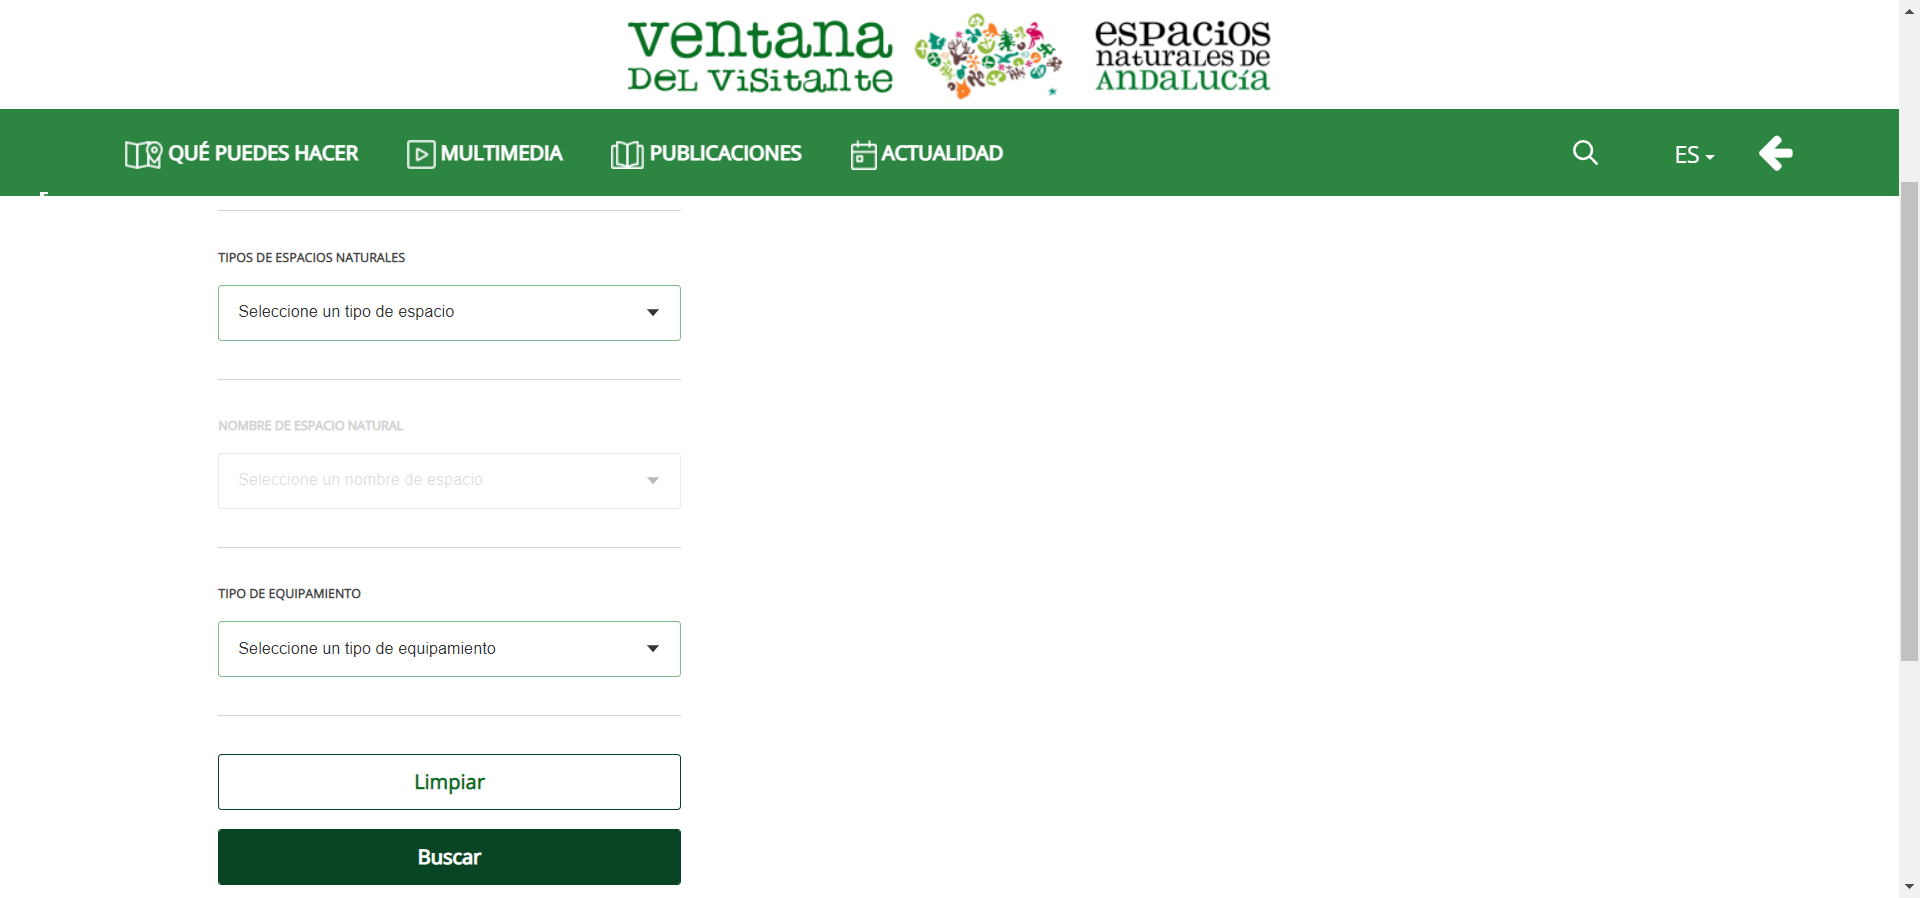 ventana
DEL VISITANTE
espacios
naturales de
ANDALUCÍA
QUÉ PUEDES HACER
MULTIMEDIA
PUBLICACIONES
ACTUALIDAD
ES
TIPOS DE ESPACIOS NATURALES
Seleccione un tipo de espacio
NOMBRE DE ESPACIO NATURAL
Seleccione un nombre de espacio
TIPO DE EQUIPAMIENTO
Seleccione un tipo de equipamiento
Limpiar
Buscar